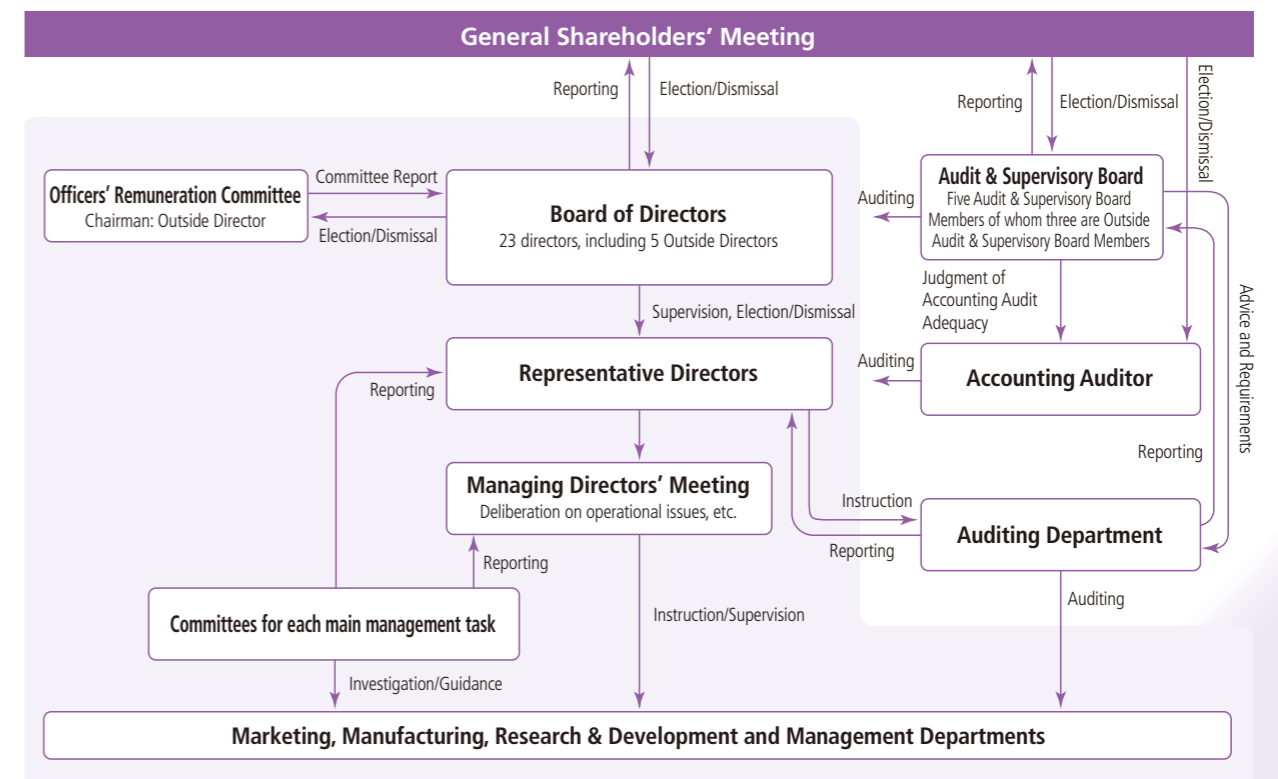 General Shareholders’ Meeting
Reporting
Election/Dismissal
Reporting
Election/Dismissal
Election/Dismissal
Officers’ Remuneration Committee
Chairman: Outside Director
Committee Report
Election/Dismissal
Board of Directors
23 directors, including 5 Outside Directors
Auditing
Audit & Supervisory Board
Five Audit & Supervisory Board
Members of whom three are Outside
Audit & Supervisory Board Members
Judgment of
Accounting Audit
Adequacy
Advice and Requirements
Supervision, Election/Dismissal
Reporting
Representative Directors
Auditing
Accounting Auditor
Reporting
Managing Directors’ Meeting
Deliberation on operational issues, etc.
Instruction
Reporting
Auditing Department
Reporting
Auditing
Committees for each main management task
Instruction/Supervision
Investigation/Guidance
Marketing, Manufacturing, Research & Development and Management Departments